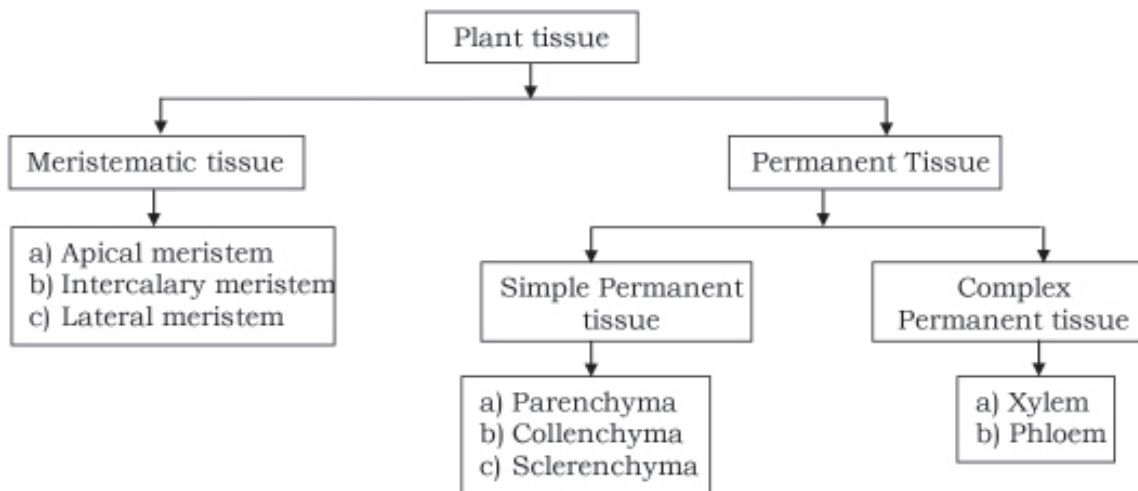 Plant tissue
Meristematic tissue
Permanent Tissue
a) Apical meristem
b) Intercalary meristem
c) Lateral meristem
Simple Permanent
tissue
Complex
Permanent tissue
a) Parenchyma
b) Collenchyma
c) Sclerenchyma
a) Xylem
b) Phloem